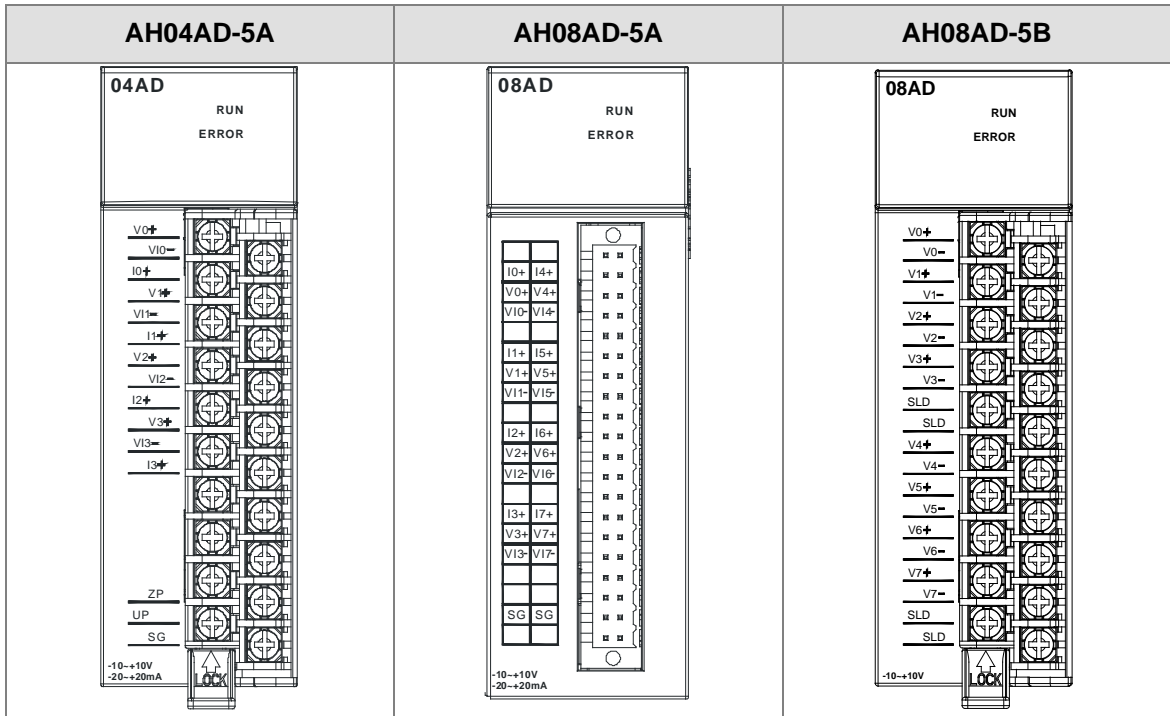 AH04AD-5A
AH08AD-5A
AH08AD-5B
04AD
RUN
ERROR
V0+
VI0-
I0+
V1+
VI1-
I1+
V2+
VI2-
I2+
V3+
VI3-
I3+
ZP
UP
SG
-10~+10V
-20~+20mA
LOCK
08AD
RUN
ERROR
I0+ I4+
V0+ V4+
VI0- VI4-
I1+ I5+
V1+ V5+
VI1- VI5-
I2+ I6+
V2+ V6+
VI2- VI6-
I3+ I7+
V3+ V7+
VI3- VI7-
SG SG
-10~+10V
-20~+20mA
08AD
RUN
ERROR
V0+
V0-
V1+
V1-
V2+
V2-
V3+
V3-
SLD
SLD
V4+
V4-
V5+
V5-
V6+
V6-
V7+
V7-
SLD
SLD
-10~+10V
LOCK